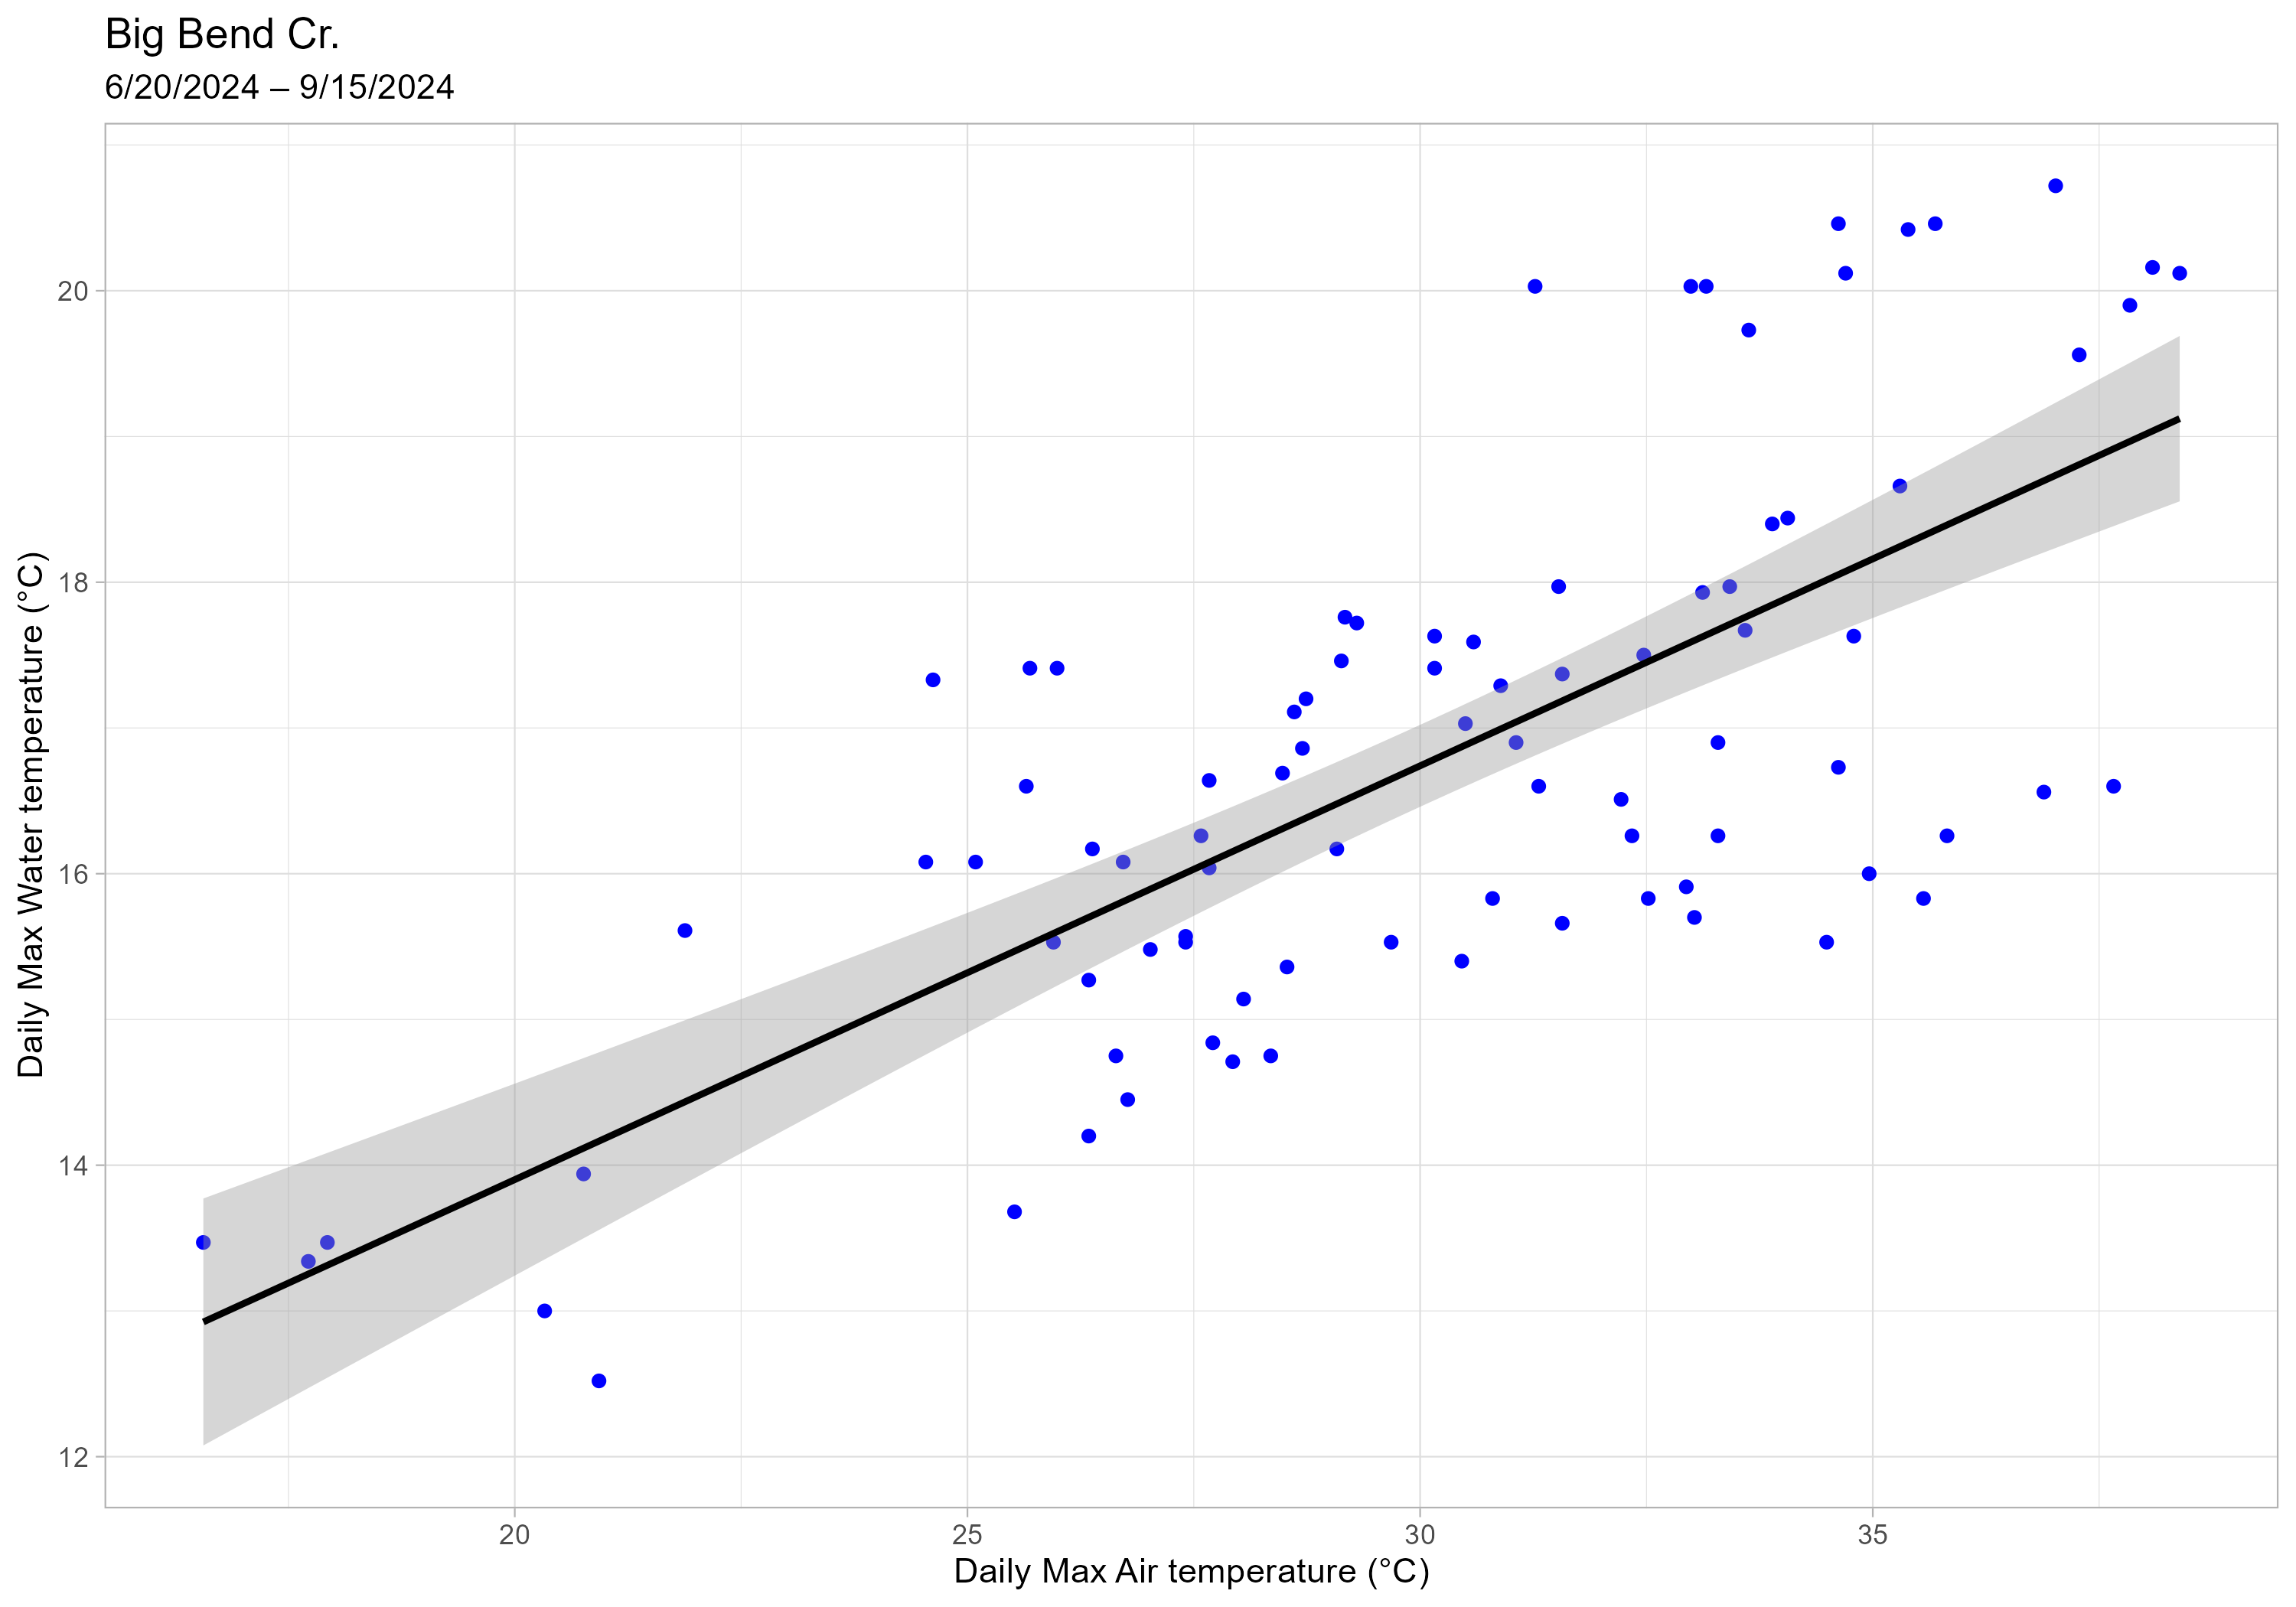 Big Bend Cr.
6/20/2024 – 9/15/2024
Daily Max Water temperature (°C)
20
18
16
14
12
20
25
30
35
Daily Max Air temperature (°C)